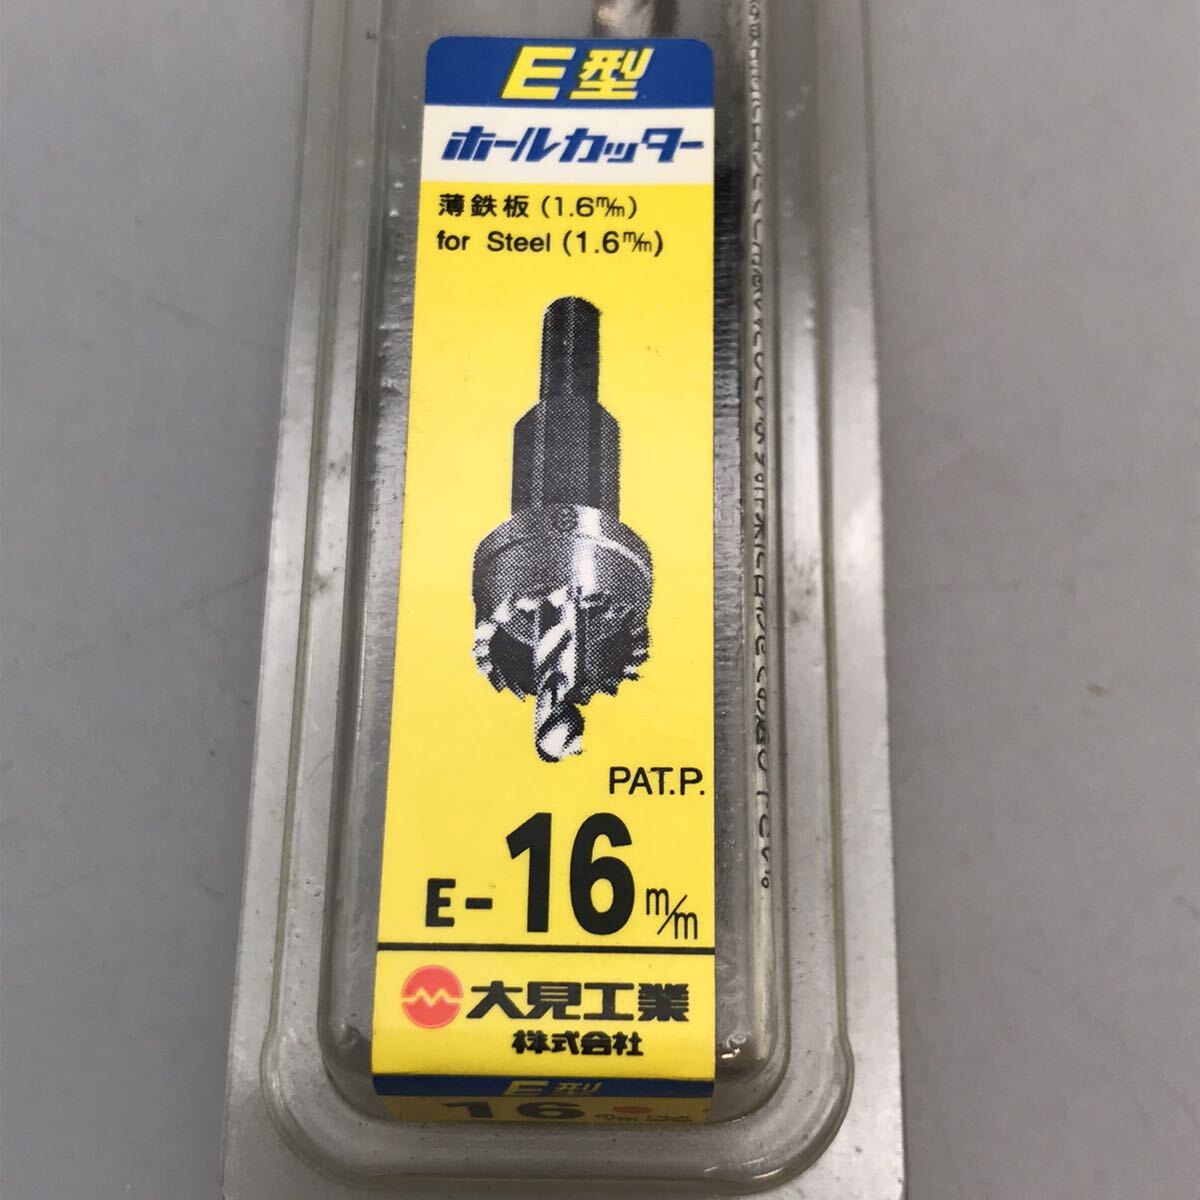 E型
ホールカッター
薄鉄板(1.6m/m)
for Steel (1.6m/m)
PAT.P.
E-16m/m
大見工業
株式会社
E型
16